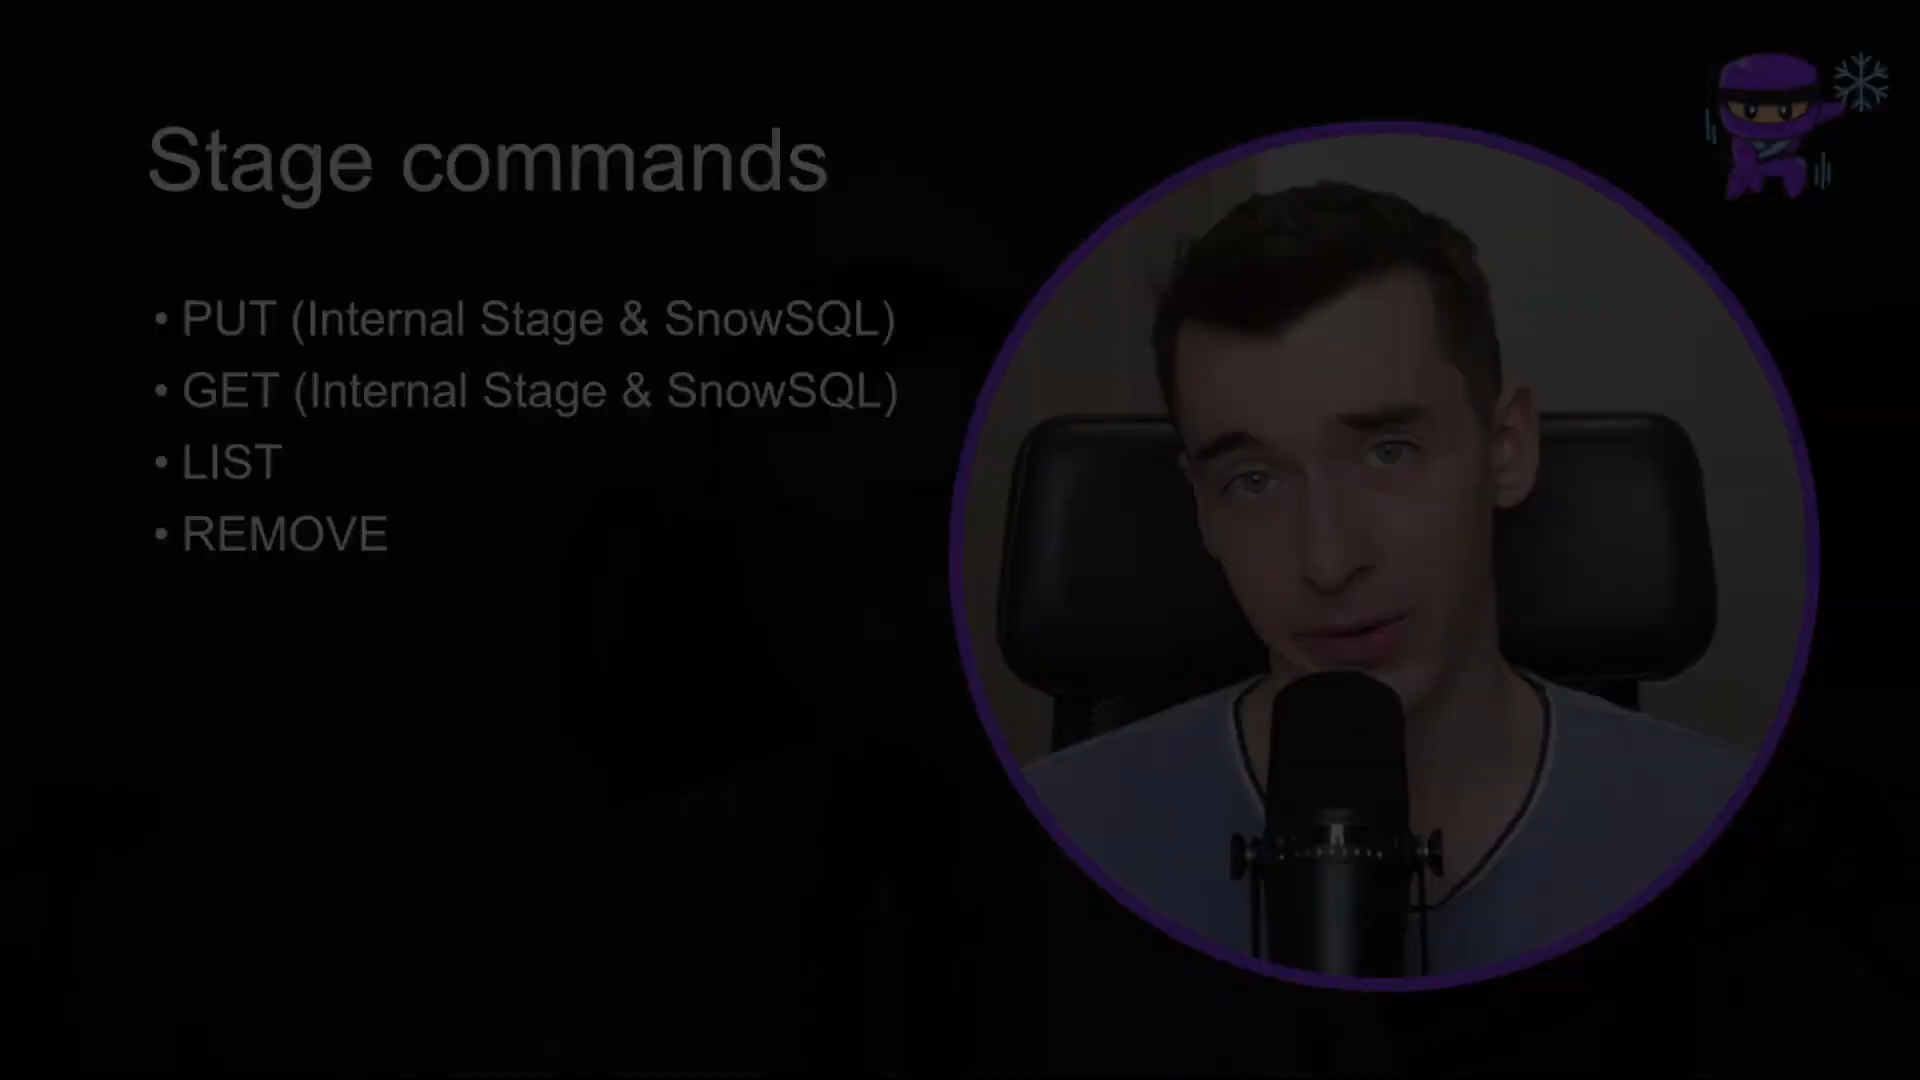 Stage commands
• PUT (Internal Stage & SnowSQL)
• GET (Internal Stage & SnowSQL)
• LIST
• REMOVE